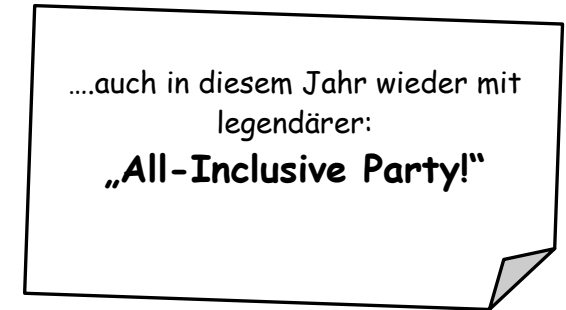 ....auch in diesem Jahr wieder mit
legendärer:
„All-Inclusive Party!“